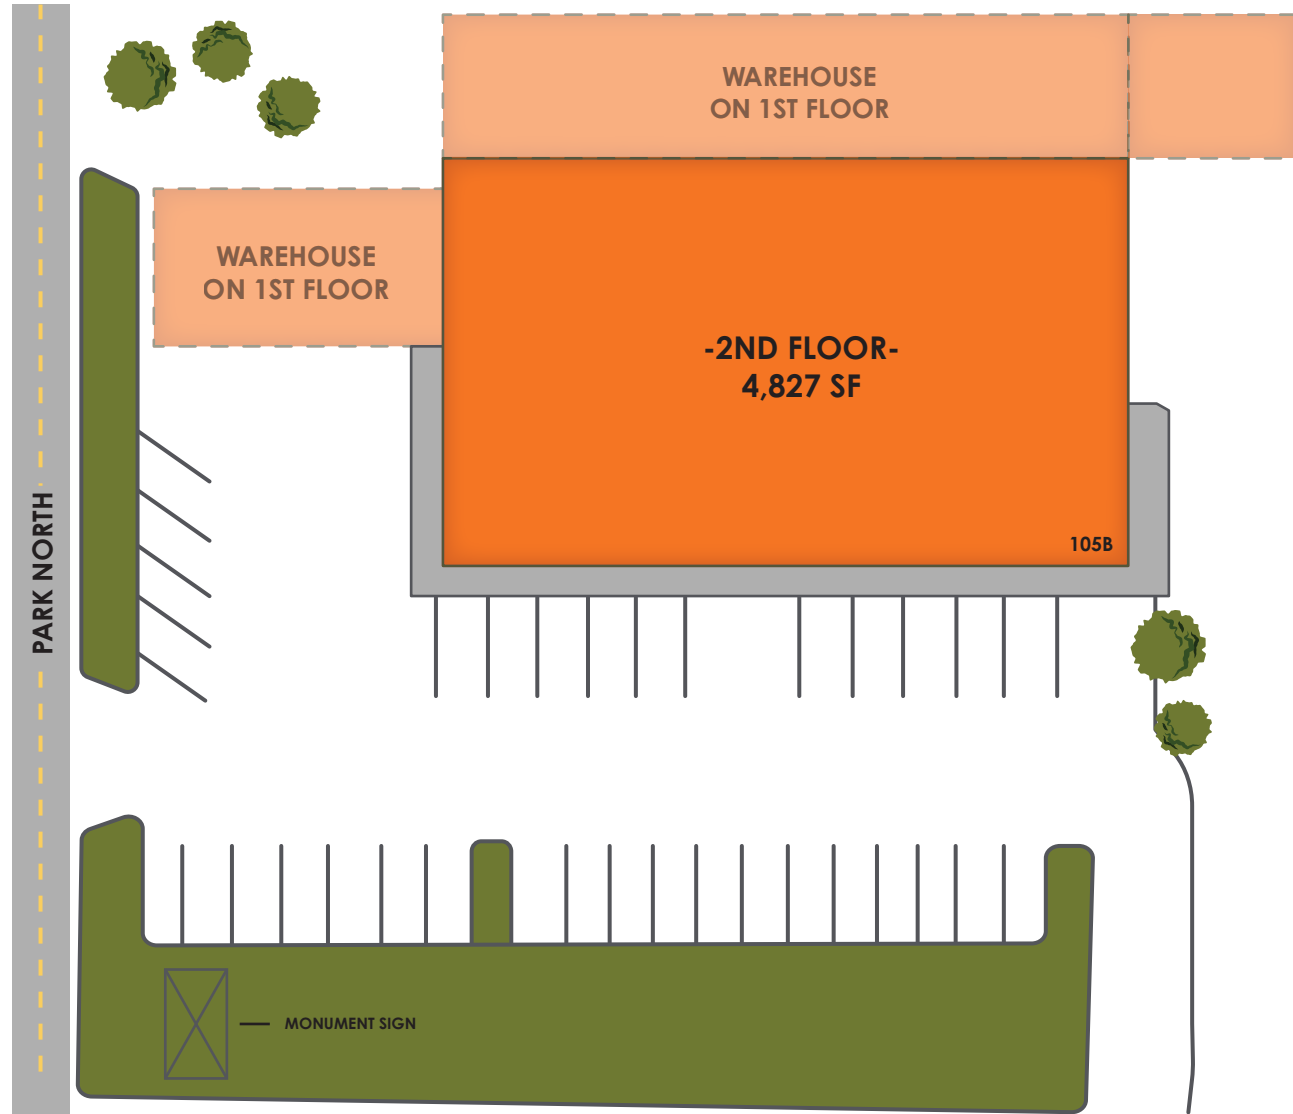 WAREHOUSE
ON 1ST FLOOR
WAREHOUSE
ON 1ST FLOOR
-2ND FLOOR-
4,827 SF
105B
PARK NORTH
MONUMENT SIGN